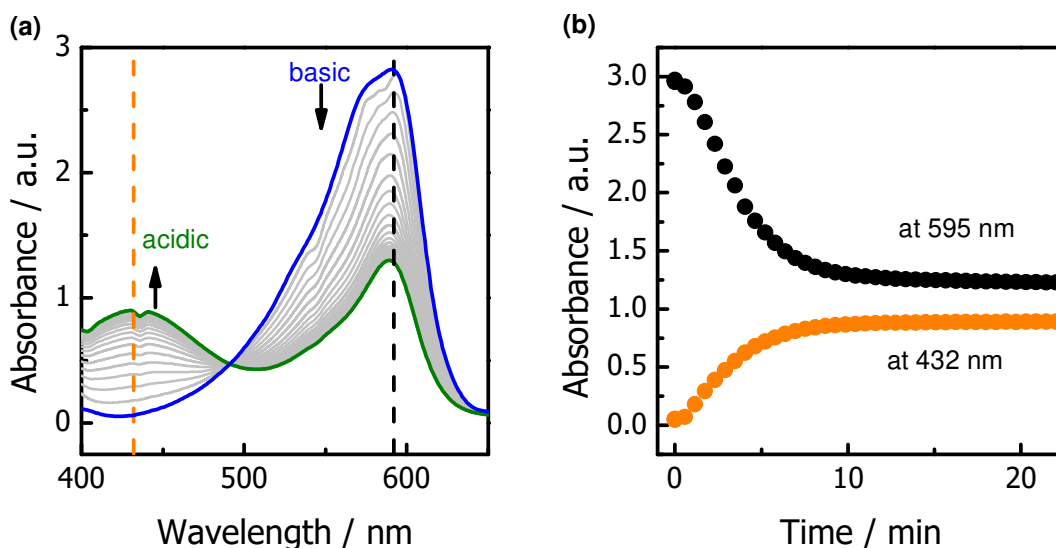 (a)
3
2
1
0
Absorbance / a.u.
basic
acidic
400
500
600
Wavelength / nm
(b)
3.0
2.5
2.0
1.5
1.0
0.5
0.0
Absorbance / a.u.
at 595 nm
at 432 nm
0
10
20
Time / min